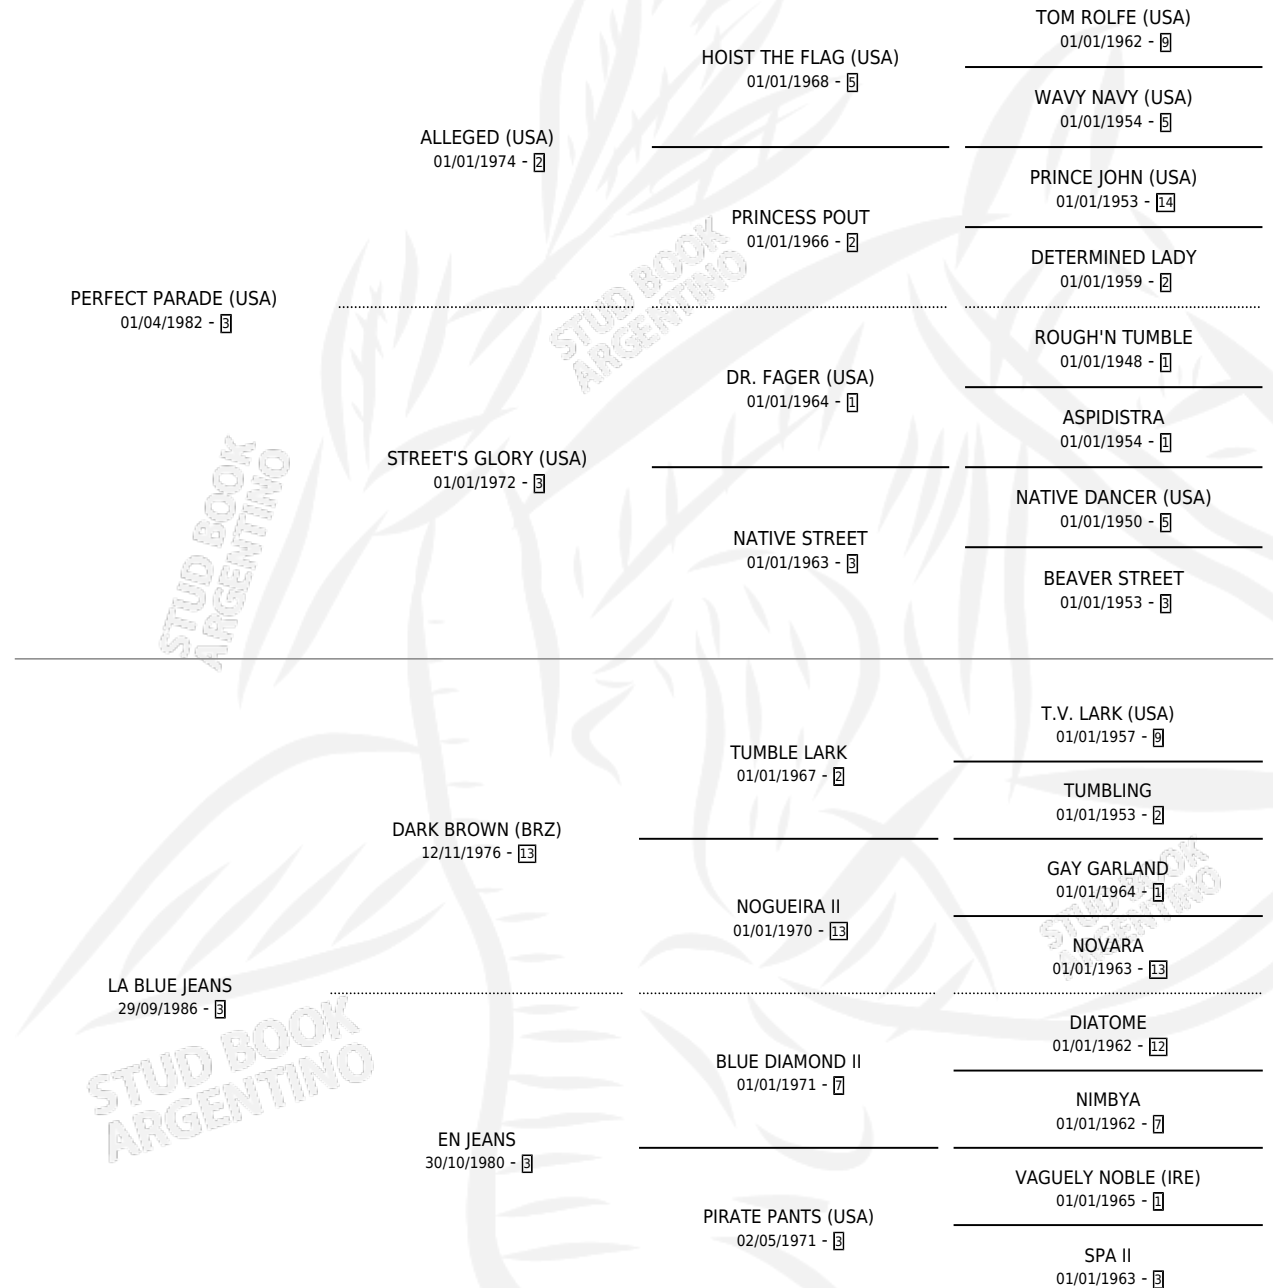 TOM ROLFE (USA)
01/01/1962 - 9
HOIST THE FLAG (USA)
01/01/1968 - 5
WAVY NAVY (USA)
01/01/1954 - 5
ALLEGED (USA)
01/01/1974 - 2
PRINCE JOHN (USA)
01/01/1953 - 14
PRINCESS POUT
01/01/1966 - 2
DETERMINED LADY
01/01/1959 - 2
PERFECT PARADE (USA)
01/04/1982 - 3
ROUGH'N TUMBLE
01/01/1948 - 1
DR. FAGER (USA)
01/01/1964 - 1
ASPIDISTRA
01/01/1954 - 1
STREET'S GLORY (USA)
01/01/1972 - 3
NATIVE DANCER (USA)
01/01/1950 - 5
NATIVE STREET
01/01/1963 - 3
BEAVER STREET
01/01/1953 - 3
T.V. LARK (USA)
01/01/1957 - 9
TUMBLE LARK
01/01/1967 - 2
TUMBLING
01/01/1953 - 2
DARK BROWN (BRZ)
12/11/1976 - 13
GAY GARLAND
01/01/1964 - 1
NOGUEIRA II
01/01/1970 - 13
NOVARA
01/01/1963 - 13
LA BLUE JEANS
29/09/1986 - 3
DIATOME
01/01/1962 - 12
BLUE DIAMOND II
01/01/1971 - 7
NIMBYA
01/01/1962 - 7
EN JEANS
30/10/1980 - 3
VAGUELY NOBLE (IRE)
01/01/1965 - 1
PIRATE PANTS (USA)
02/05/1971 - 3
SPA II
01/01/1963 - 3
STUD BOOK
ARGENTINO
STUD BOOK
ARGENTINO
STUD BOOK
ARGENTINO
STUD BOOK
ARGENTINO